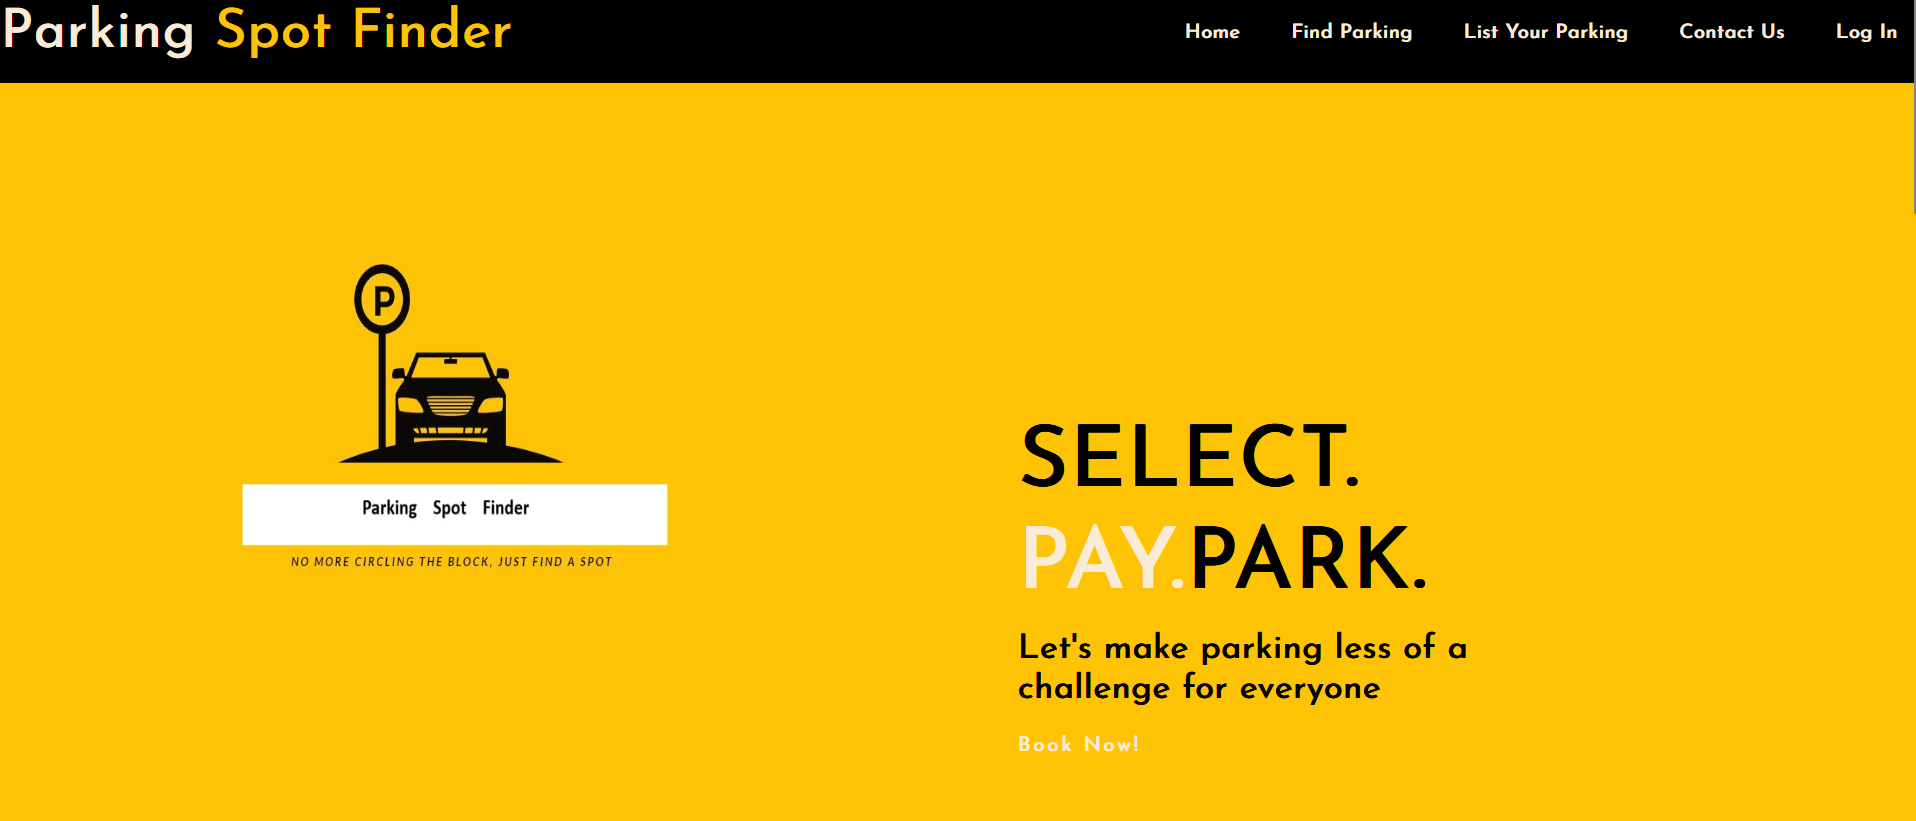 Parking Spot Finder
Home Find Parking List Your Parking Contact Us Log In
P
Parking Spot Finder
NO MORE CIRCLING THE BLOCK, JUST FIND A SPOT
SELECT.
PAY.PARK.
Let's make parking less of a
challenge for everyone
Book Now!